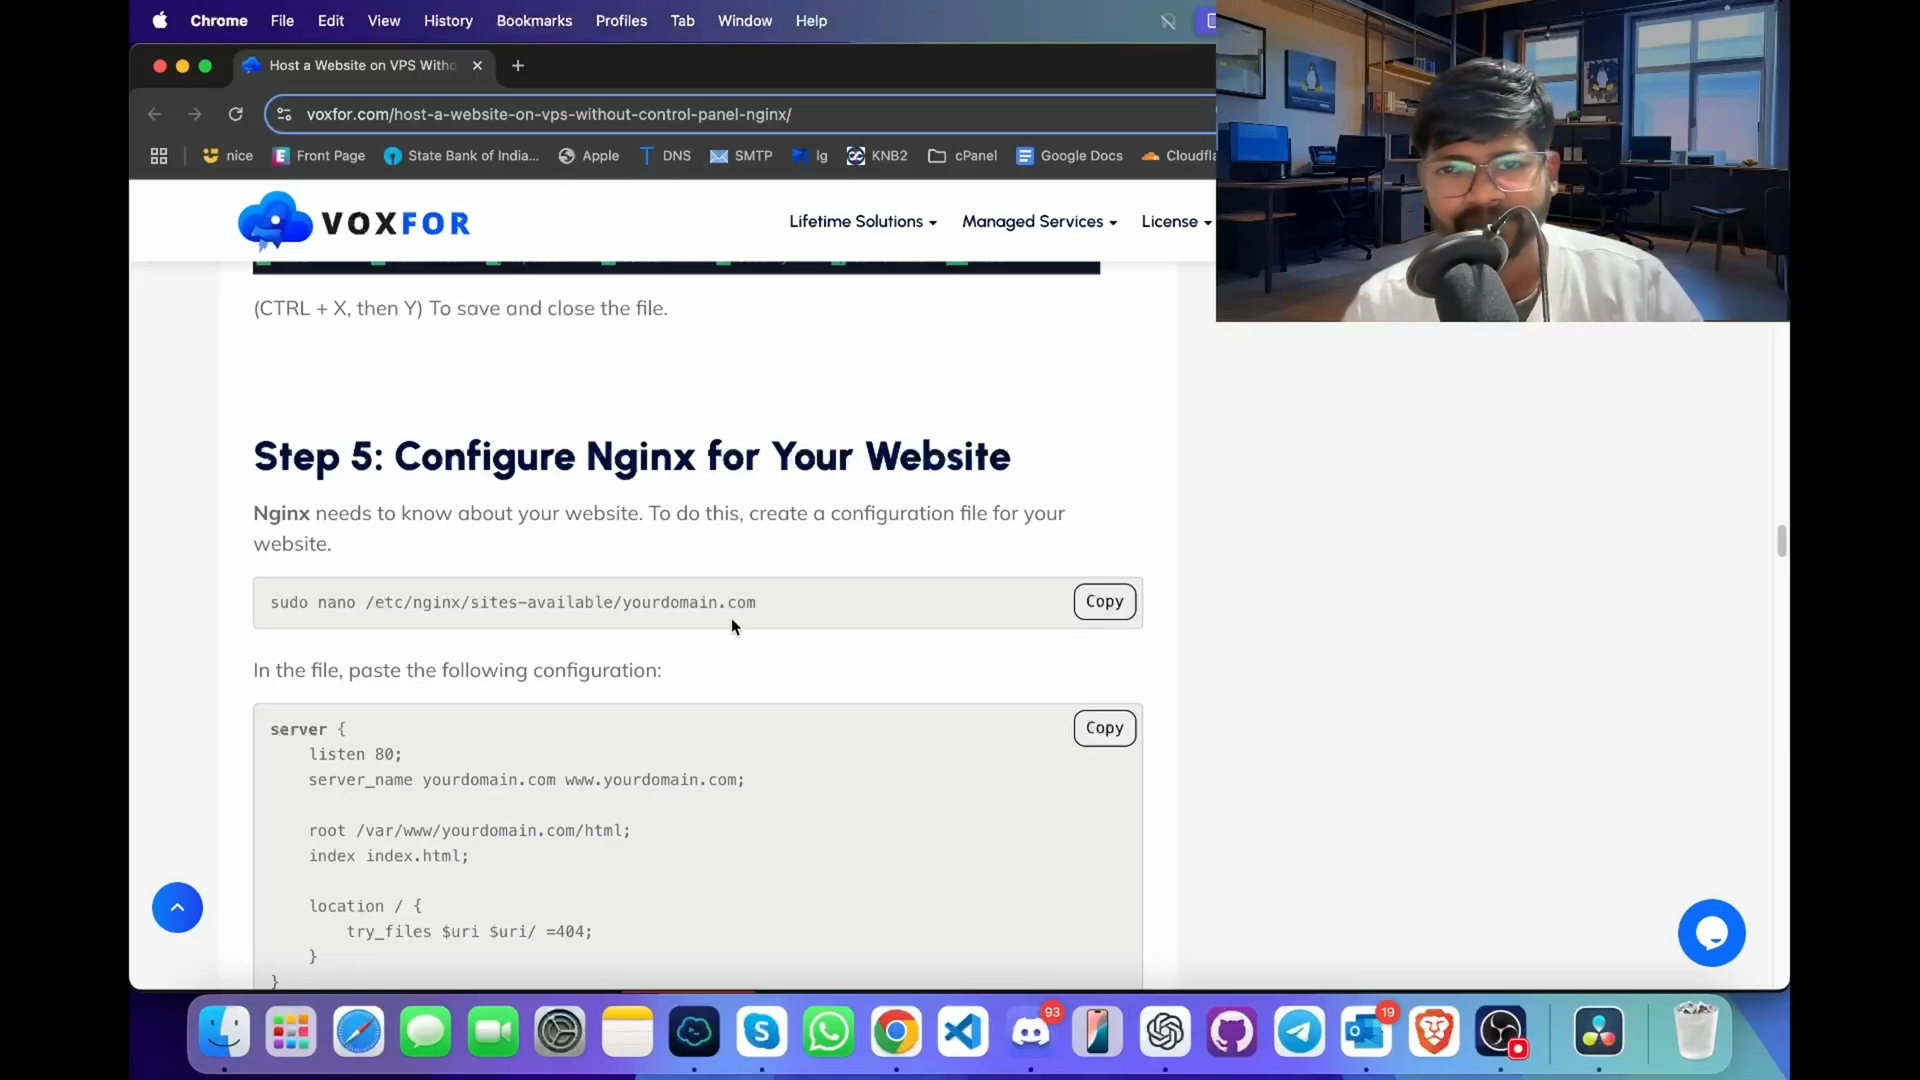 Chrome File Edit View History Bookmarks Profiles Tab Window Help
Host a Website on VPS Witho
voxfor.com/host-a-website-on-vps-without-control-panel-nginx/
nice Front Page State Bank of India... Apple DNS SMTP lg KNB2 cPanel Google Docs Cloudfla
VOXFOR
Lifetime Solutions Managed Services License
(CTRL + X, then Y) To save and close the file.
Step 5: Configure Nginx for Your Website
Nginx needs to know about your website. To do this, create a configuration file for your
website.
sudo nano /etc/nginx/sites-available/yourdomain.com
Copy
In the file, paste the following configuration:
server {
Copy
listen 80;
server_name yourdomain.com www.yourdomain.com;
root /var/www/yourdomain.com/html;
index index.html;
location / {
try_files $uri $uri/ =404;
}
}
93
19